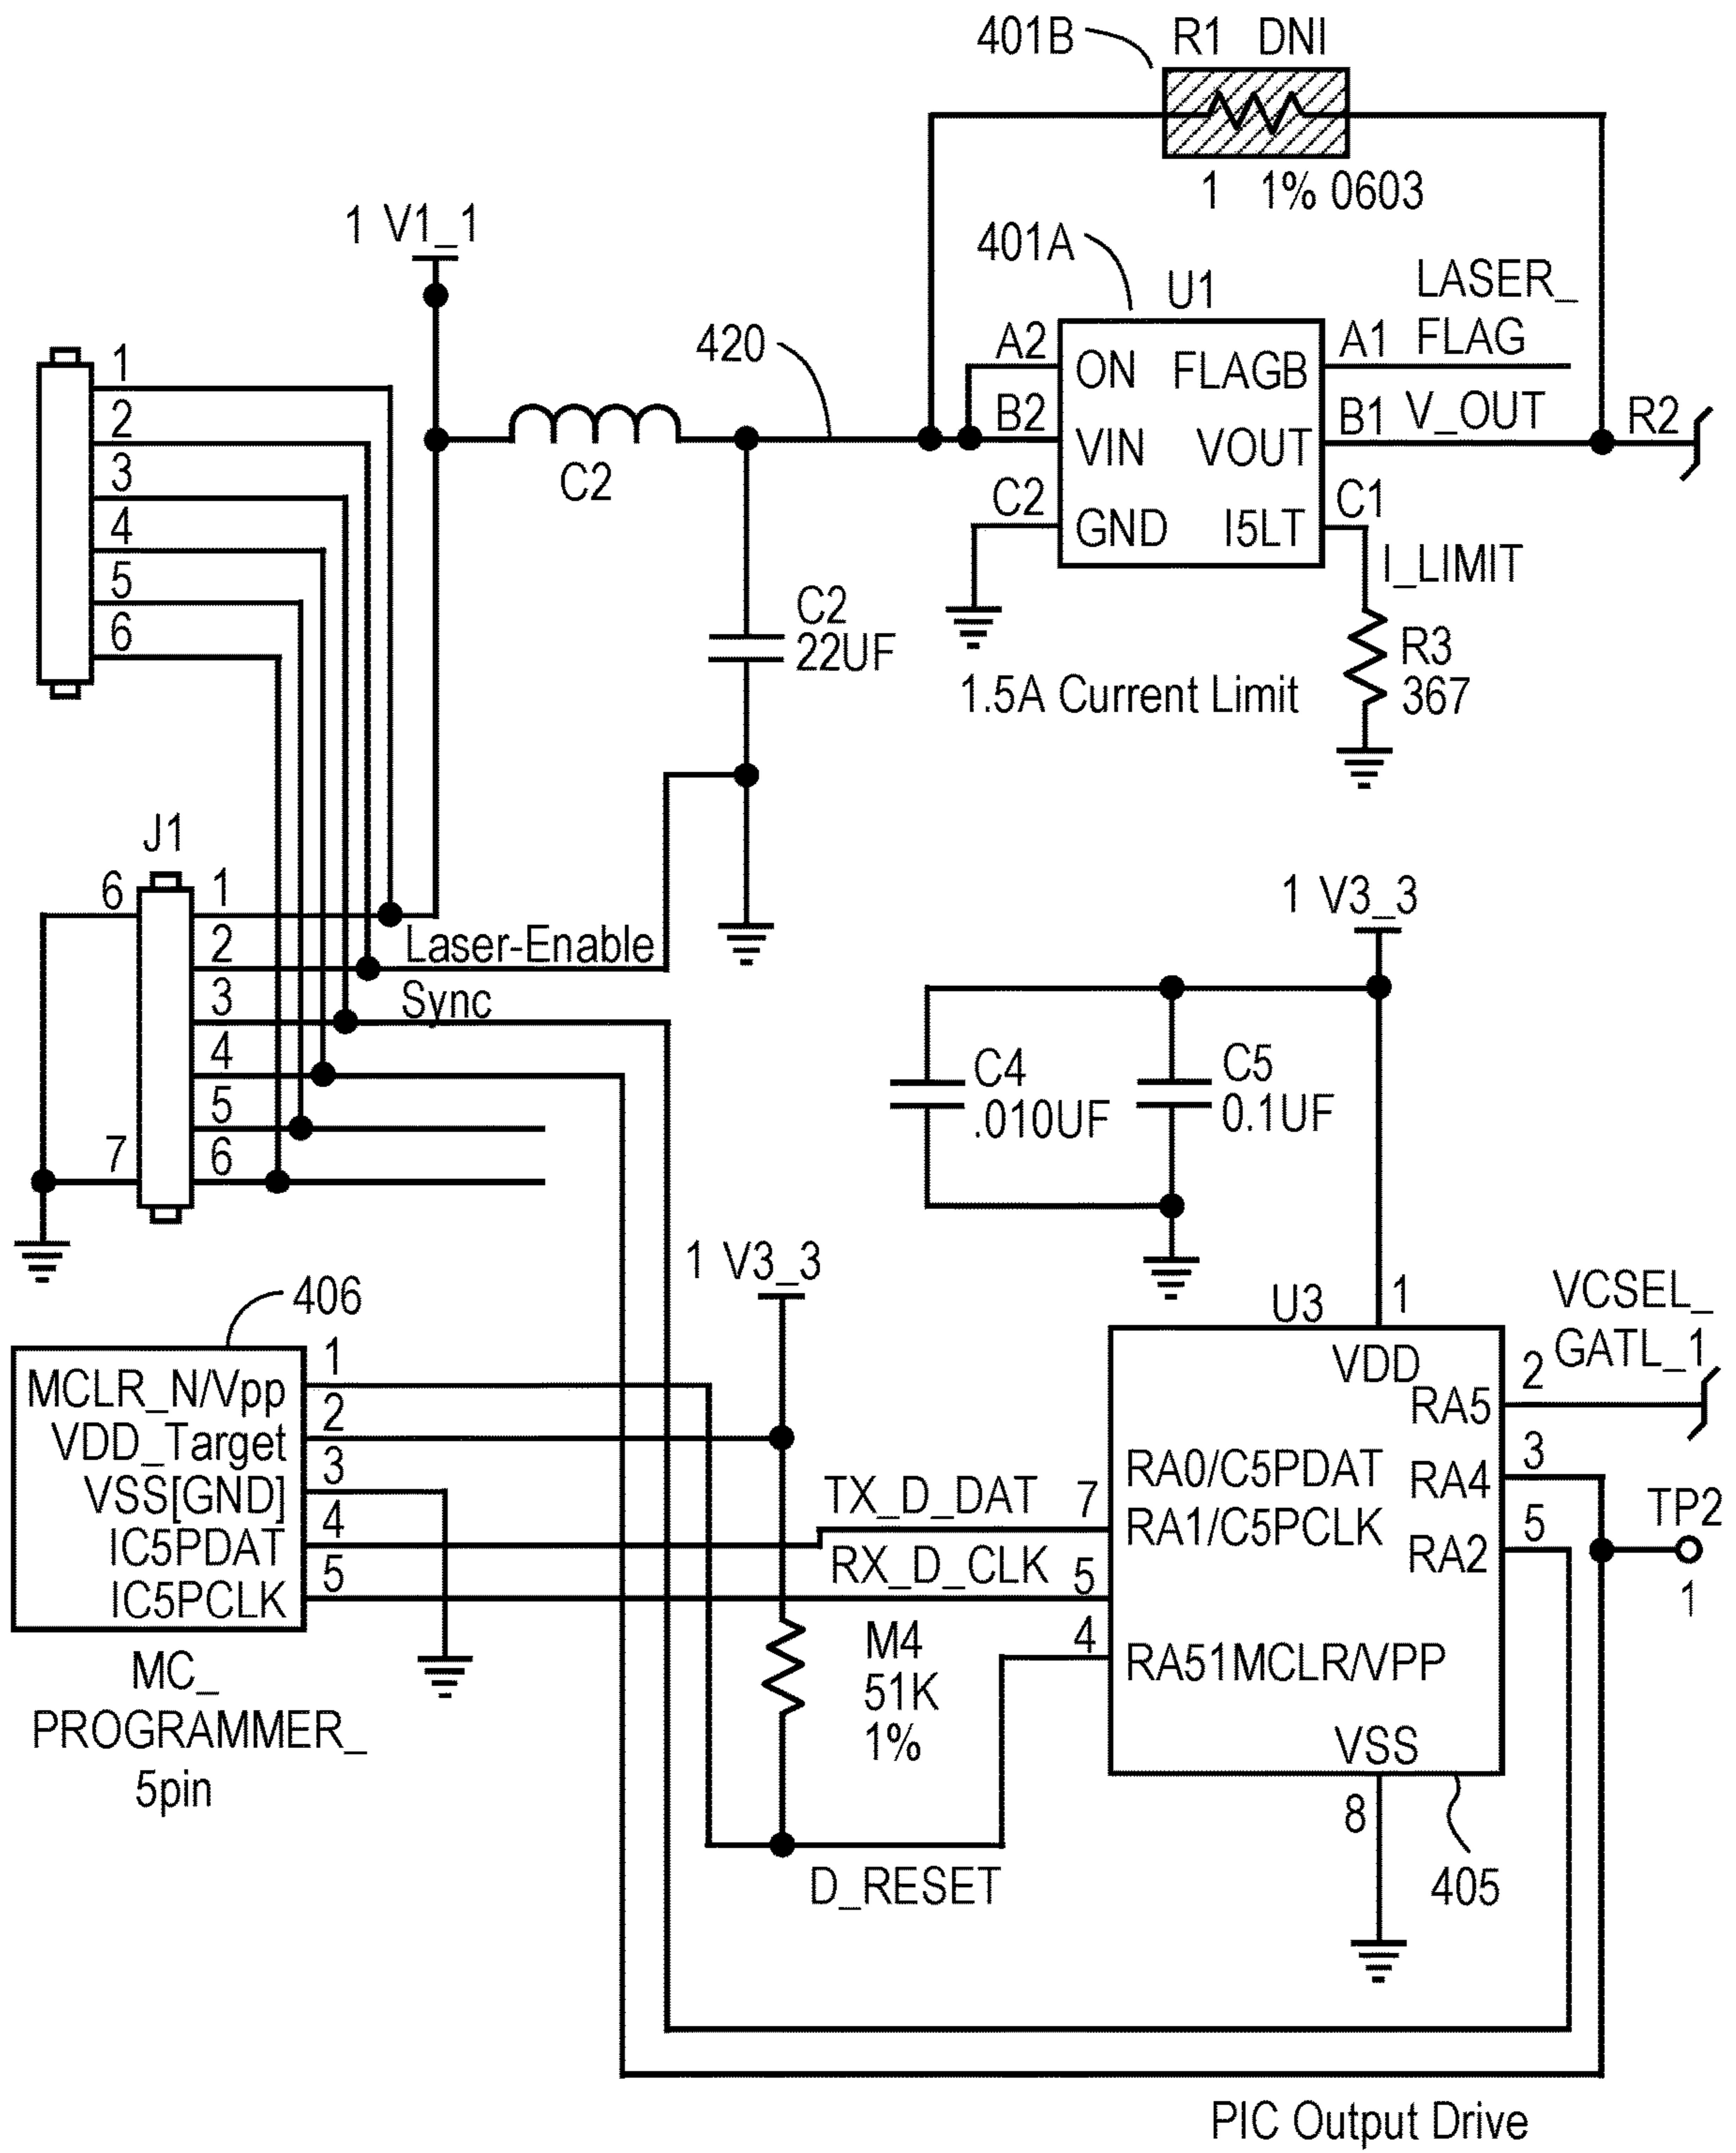 401B
R1 DNI
1 1% 0603
1 V1_1
401A
U1
LASER_
FLAG
A2
ON
FLAGB
A1
420
B2
VIN
VOUT
B1
V_OUT
R2
C2
C2
GND
I5LT
C1
I_LIMIT
C2
22UF
R3
367
1.5A Current Limit
1
2
3
4
5
6
J1
6
7
1
2
3
4
5
6
Laser-Enable
Sync
1 V3_3
C4
.010UF
C5
0.1UF
1 V3_3
406
MCLR_N/Vpp
VDD_Target
VSS[GND]
IC5PDAT
IC5PCLK
1
2
3
4
5
MC_
PROGRAMMER_
5pin
TX_D_DAT
RX_D_CLK
M4
51K
1%
D_RESET
U3
1
VDD
RA5
2
VCSEL_
GATL_1
RA0/C5PDAT
RA4
3
7
RA1/C5PCLK
RA2
5
TP2
1
5
4
RA51MCLR/VPP
VSS
8
405
PIC Output Drive